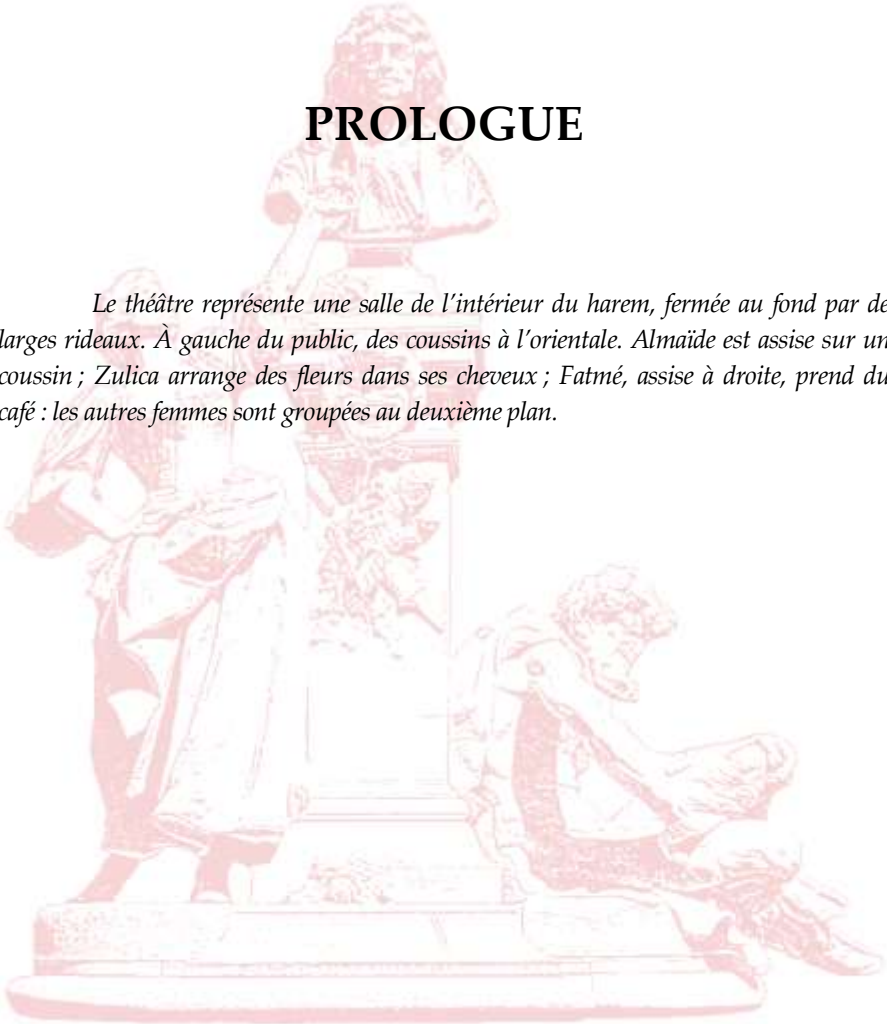 PROLOGUE
Le théâtre représente une salle de l’intérieur du harem, fermée au fond par de
larges rideaux. À gauche du public, des coussins à l’orientale. Almaïde est assise sur un
coussin ; Zulica arrange des fleurs dans ses cheveux ; Fatmé, assise à droite, prend du
café : les autres femmes sont groupées au deuxième plan.